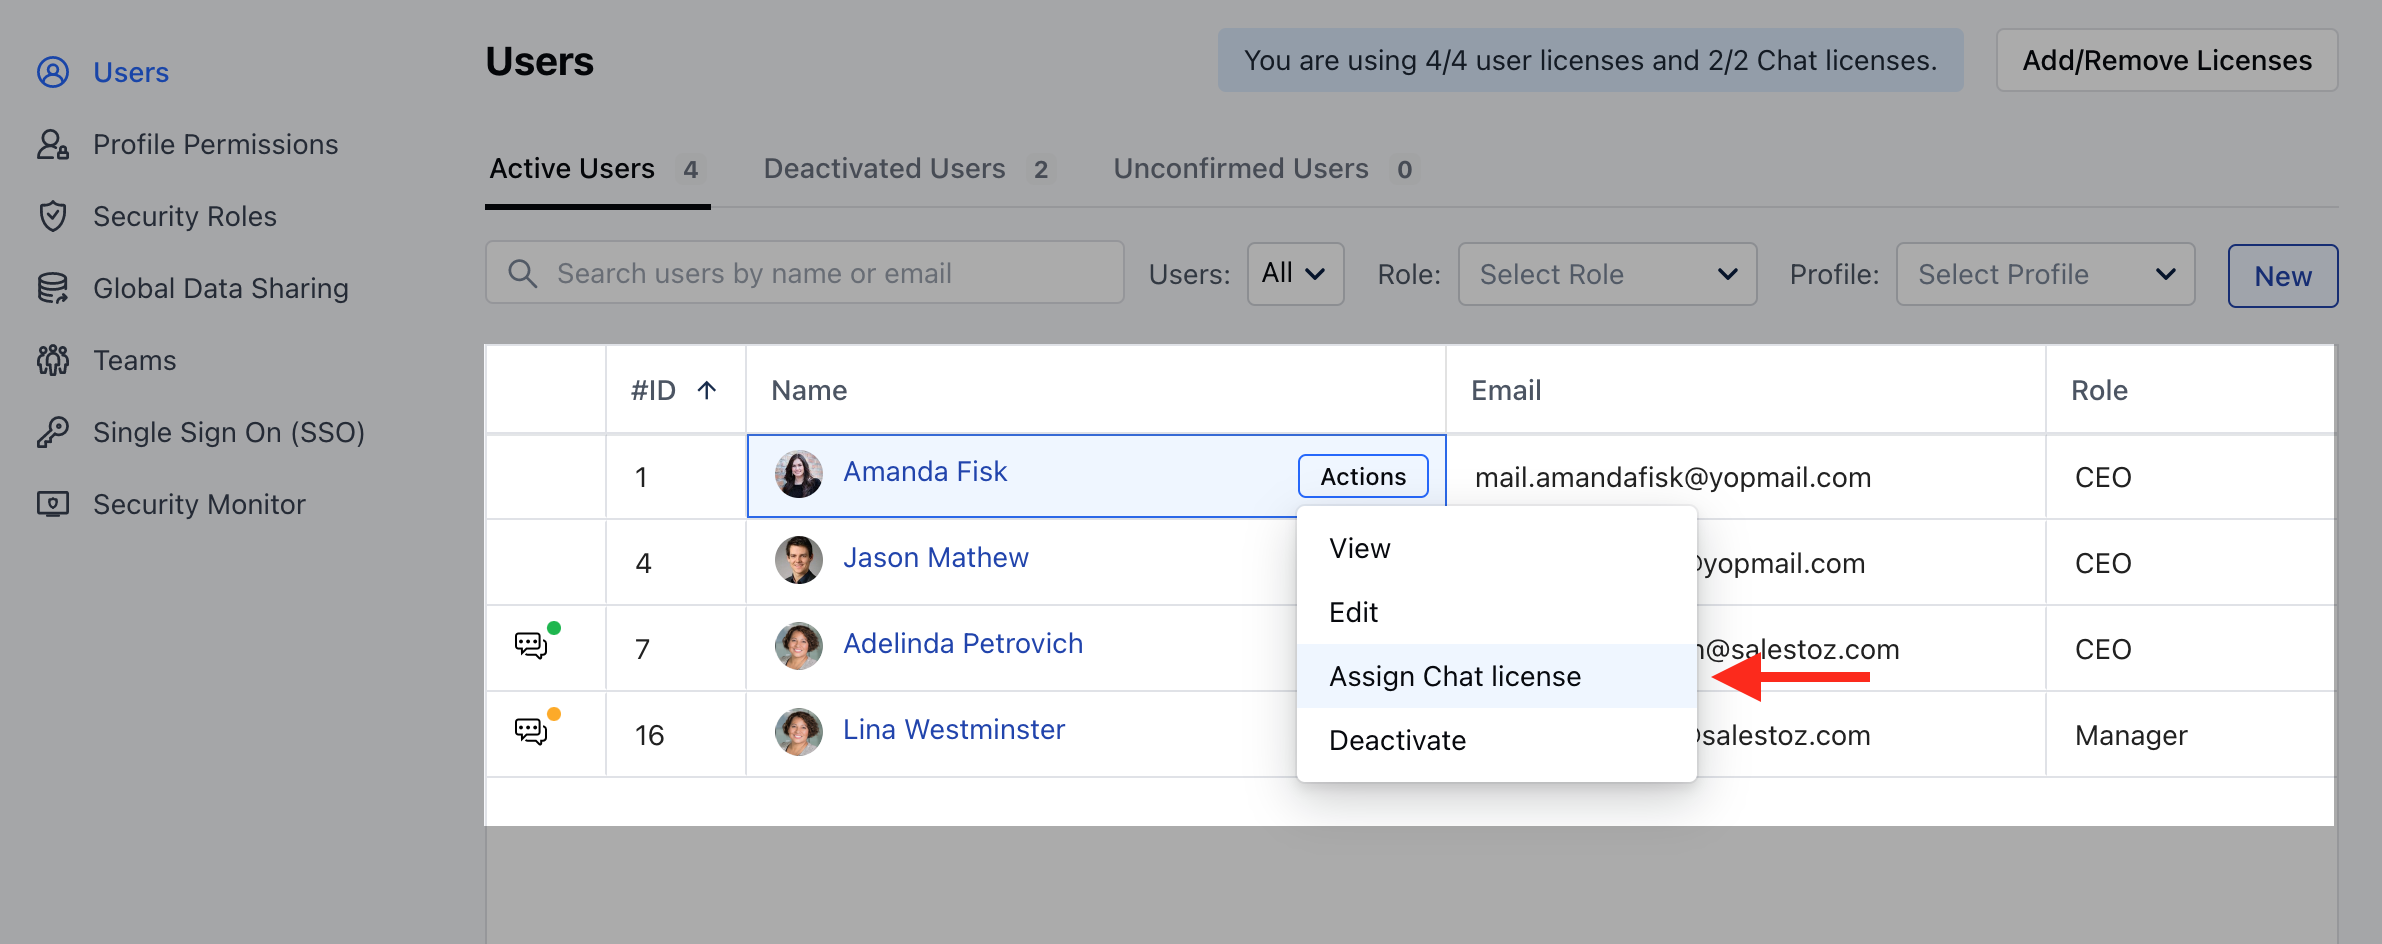 Users
Profile Permissions
Security Roles
Global Data Sharing
Teams
Single Sign On (SSO)
Security Monitor
Users
You are using 4/4 user licenses and 2/2 Chat licenses.
Add/Remove Licenses
Active Users 4
Deactivated Users 2
Unconfirmed Users 0
Search users by name or email
Users: All
Role: Select Role
Profile: Select Profile
New
#ID Name Email Role
1 Amanda Fisk Actions mail.amandafisk@yopmail.com CEO
4 Jason Mathew yopmail.com CEO
7 Adelinda Petrovich @salestoz.com CEO
16 Lina Westminster salestoz.com Manager
View
Edit
Assign Chat license
Deactivate